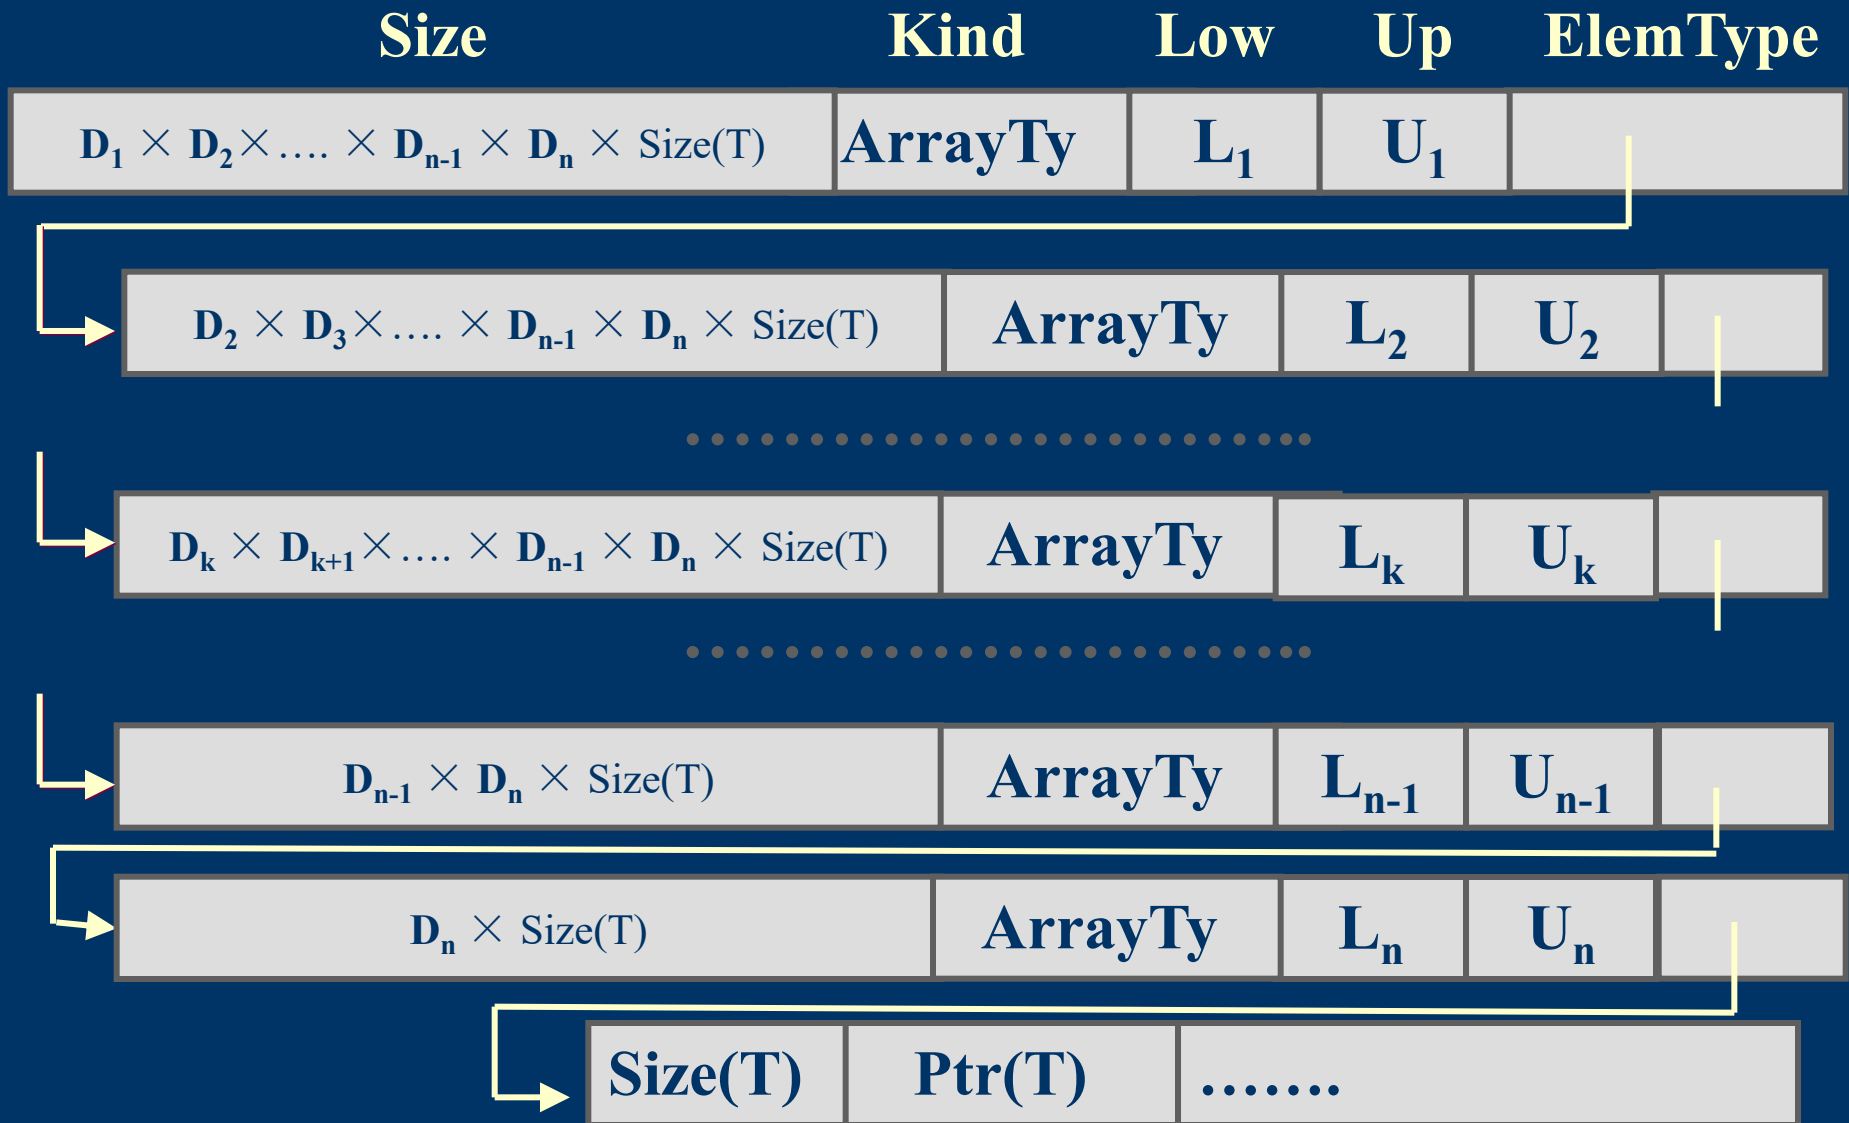 Size Kind Low Up ElemType
D₁ × D₂ × .... × Dₙ₋₁ × Dₙ × Size(T) ArrayTy L₁ U₁
D₂ × D₃ × .... × Dₙ₋₁ × Dₙ × Size(T) ArrayTy L₂ U₂
Dₖ × Dₖ₊₁ × .... × Dₙ₋₁ × Dₙ × Size(T) ArrayTy Lₖ Uₖ
Dₙ₋₁ × Dₙ × Size(T) ArrayTy Lₙ₋₁ Uₙ₋₁
Dₙ × Size(T) ArrayTy Lₙ Uₙ
Size(T) Ptr(T) .......